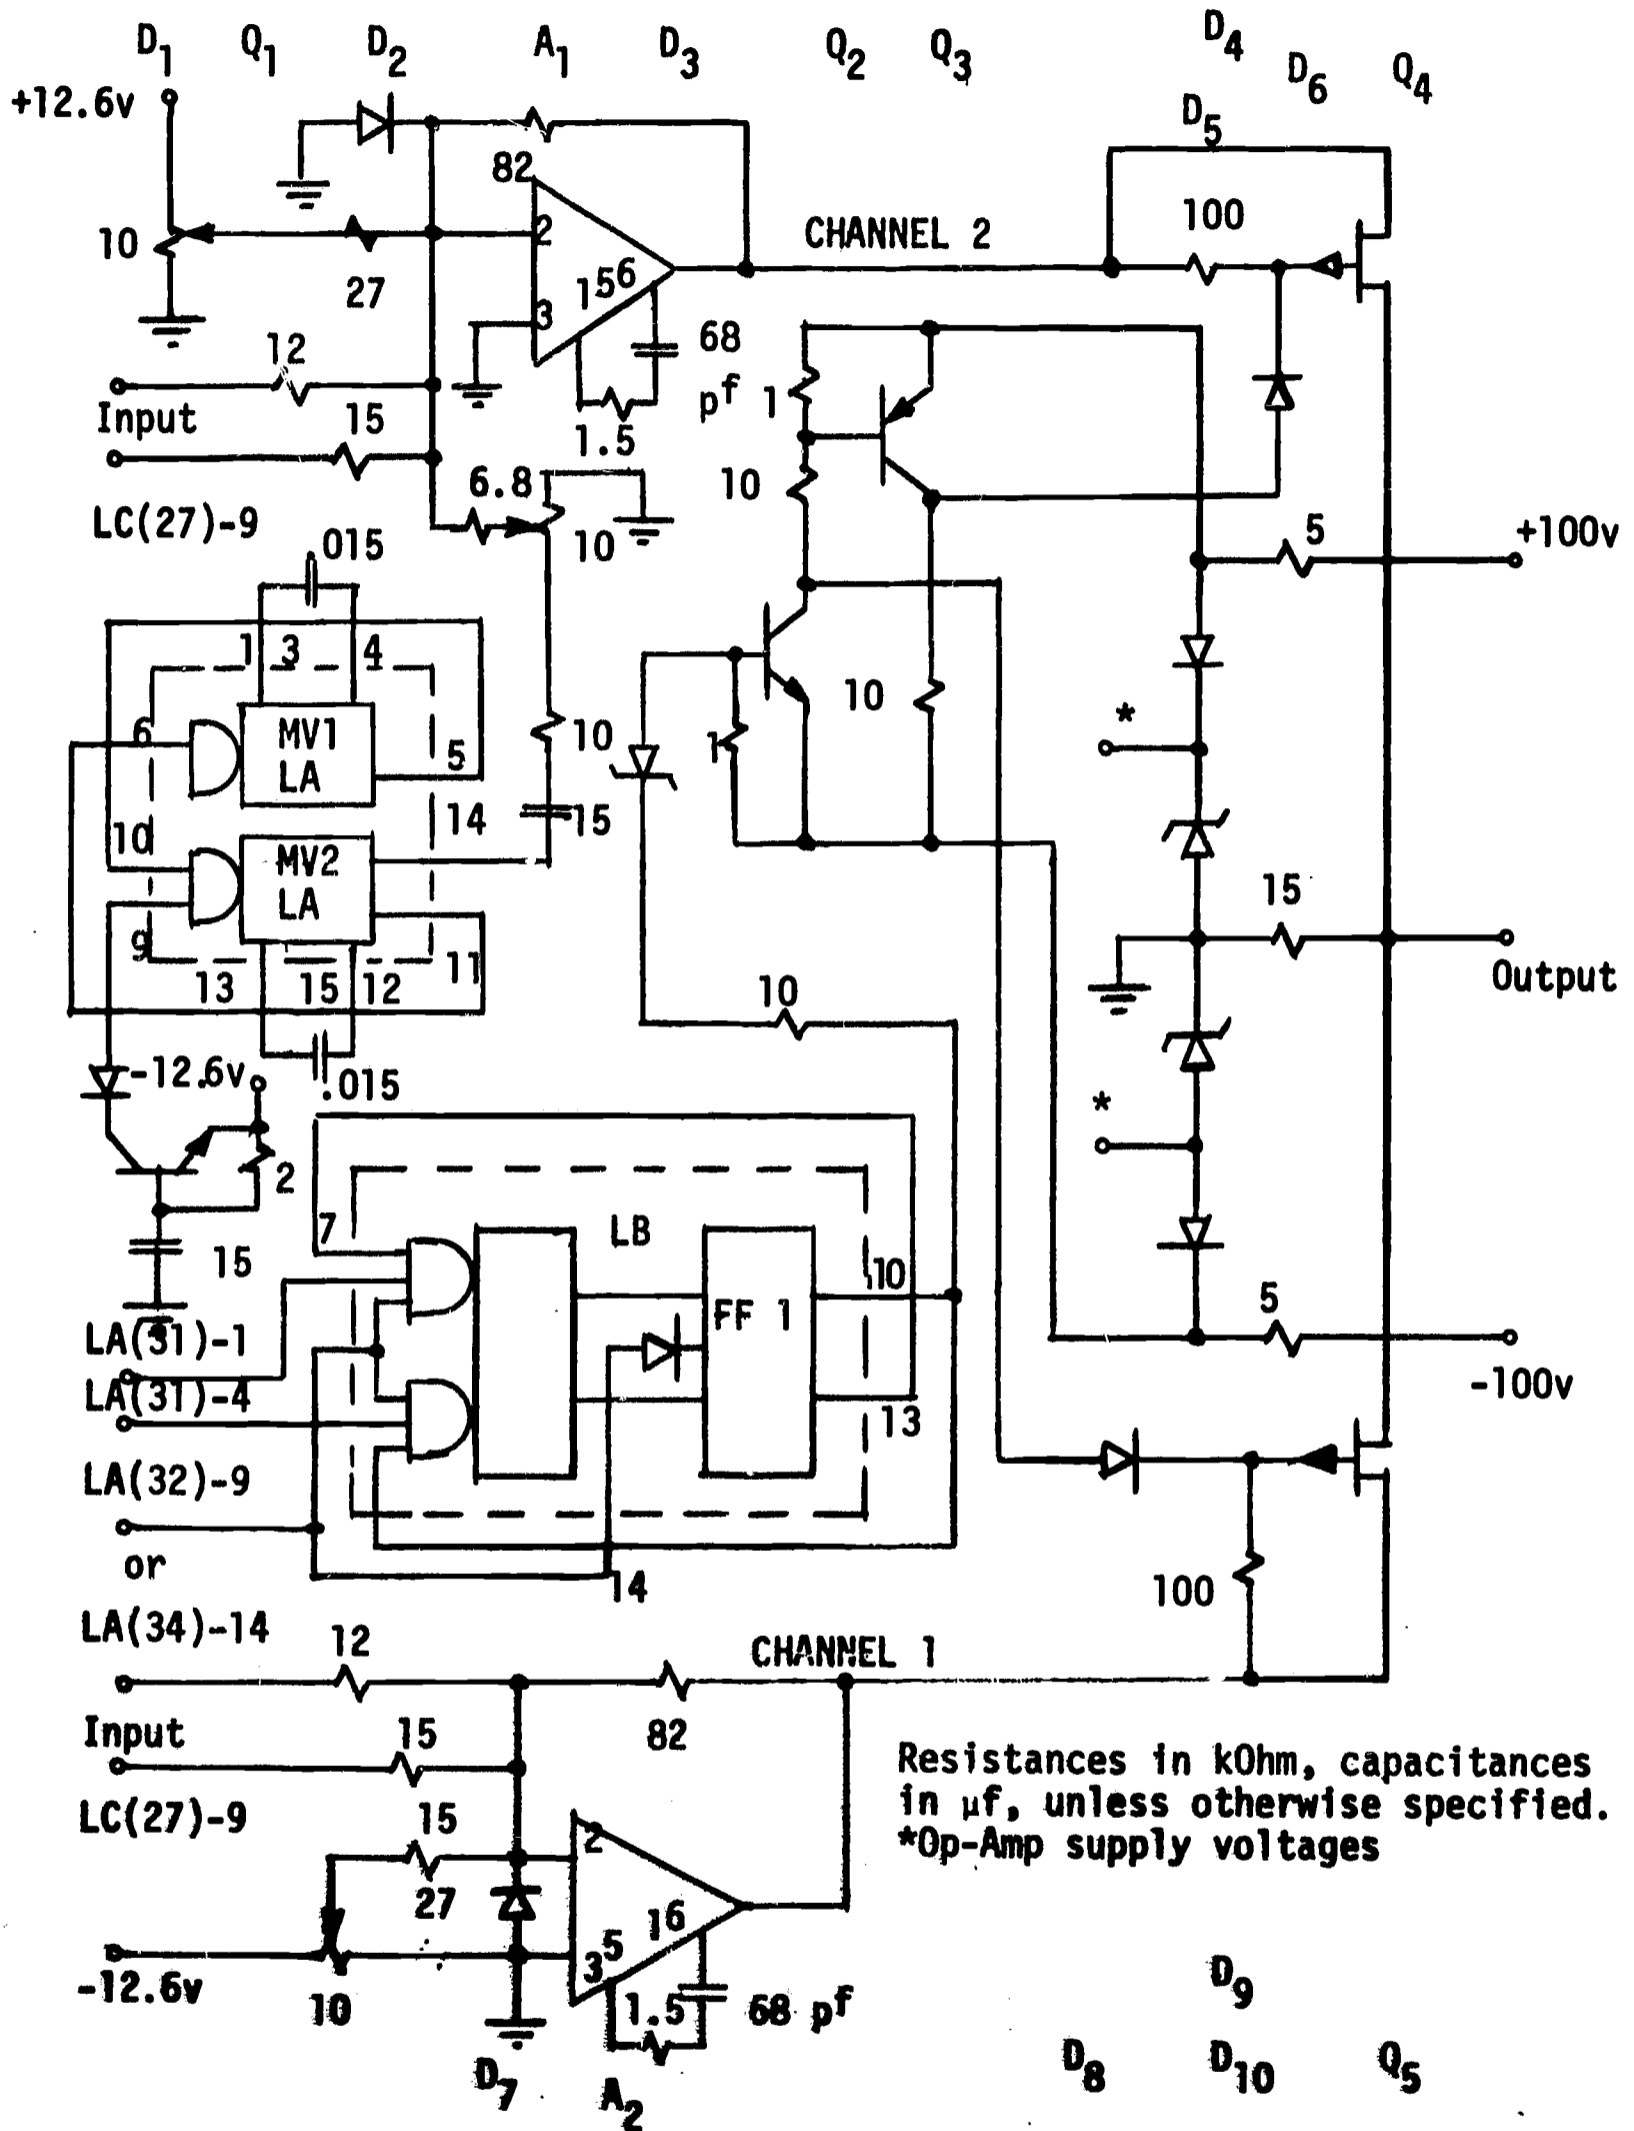 D1 Q1 D2 A1 D3 Q2 Q3 D4 D6 Q4
D5
+12.6v
82
100
10
2
CHANNEL 2
27
1 5 6
3
12
68
pf
Input
15
1.5
1
6.8
10
LC(27)-9
10
5
+100v
.015
1 3 4
6
MV1
LA
5
10
10
1
*
10
14
15
MV2
LA
15
9
13 15 12 11
Output
10
-12.6v
.015
*
2
7
LB
15
10
5
LA(31)-1
FF 1
LA(31)-4
-100v
13
LA(32)-9
or
14
100
LA(34)-14
12
CHANNEL 1
Input
15
82
Resistances in kOhm, capacitances
in µf, unless otherwise specified.
*Op-Amp supply voltages
LC(27)-9
15
2
27
1 6
3 5
-12.6v
10
1.5
68 pf
D9
D7 A2 D8 D10 Q5